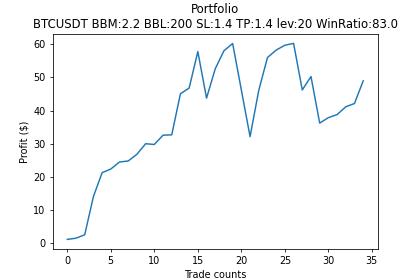 Portfolio
BTCUSDT BBM:2.2 BBL:200 SL:1.4 TP:1.4 lev:20 WinRatio:83.0
60
50
40
30
20
10
0
Profit ($)
0 5 10 15 20 25 30 35
Trade counts